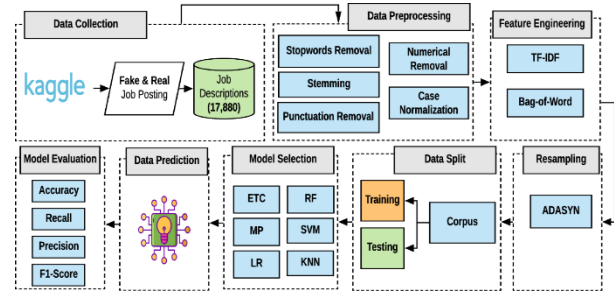 Data Collection
kaggle
Fake & Real
Job Posting
Job
Descriptions
(17,880)
Data Preprocessing
Stopwords Removal
Stemming
Punctuation Removal
Numerical
Removal
Case
Normalization
Feature Engineering
TF-IDF
Bag-of-Word
Model Evaluation
Accuracy
Recall
Precision
F1-Score
Data Prediction
Model Selection
ETC
RF
MP
SVM
LR
KNN
Data Split
Training
Testing
Corpus
Resampling
ADASYN